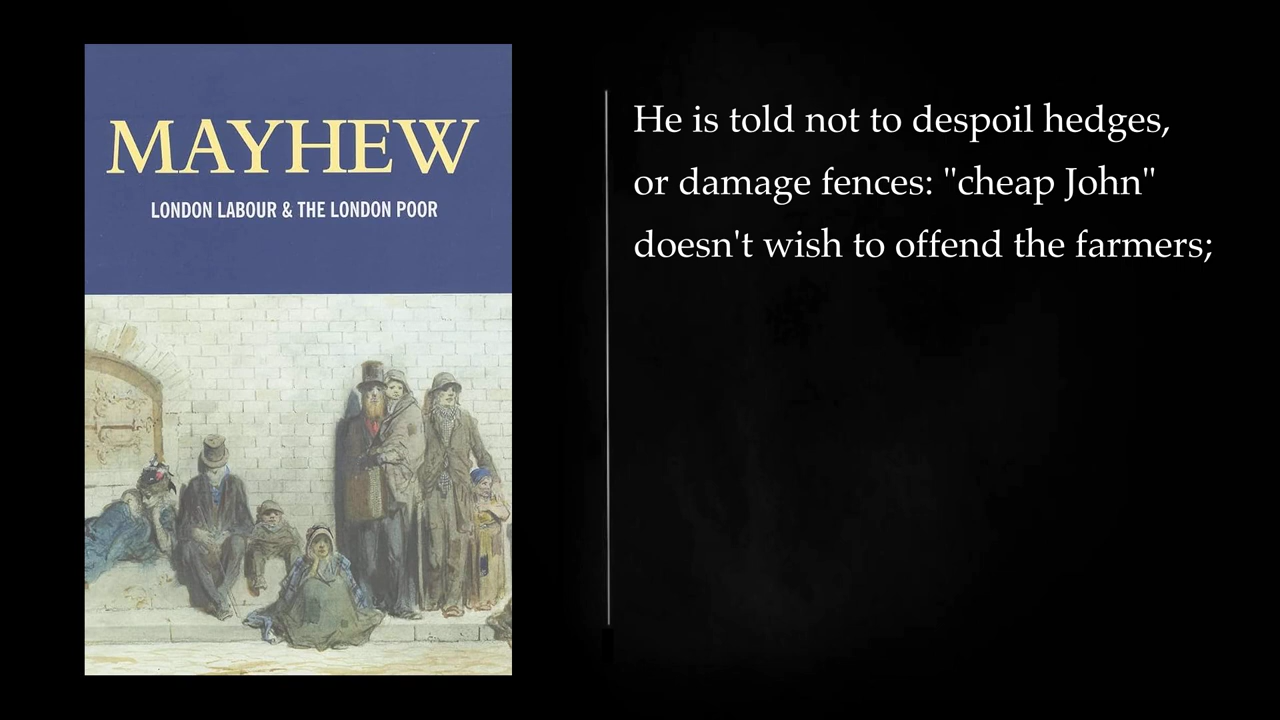 MAYHEW
LONDON LABOUR & THE LONDON POOR
He is told not to despoil hedges,
or damage fences: "cheap John"
doesn't wish to offend the farmers;